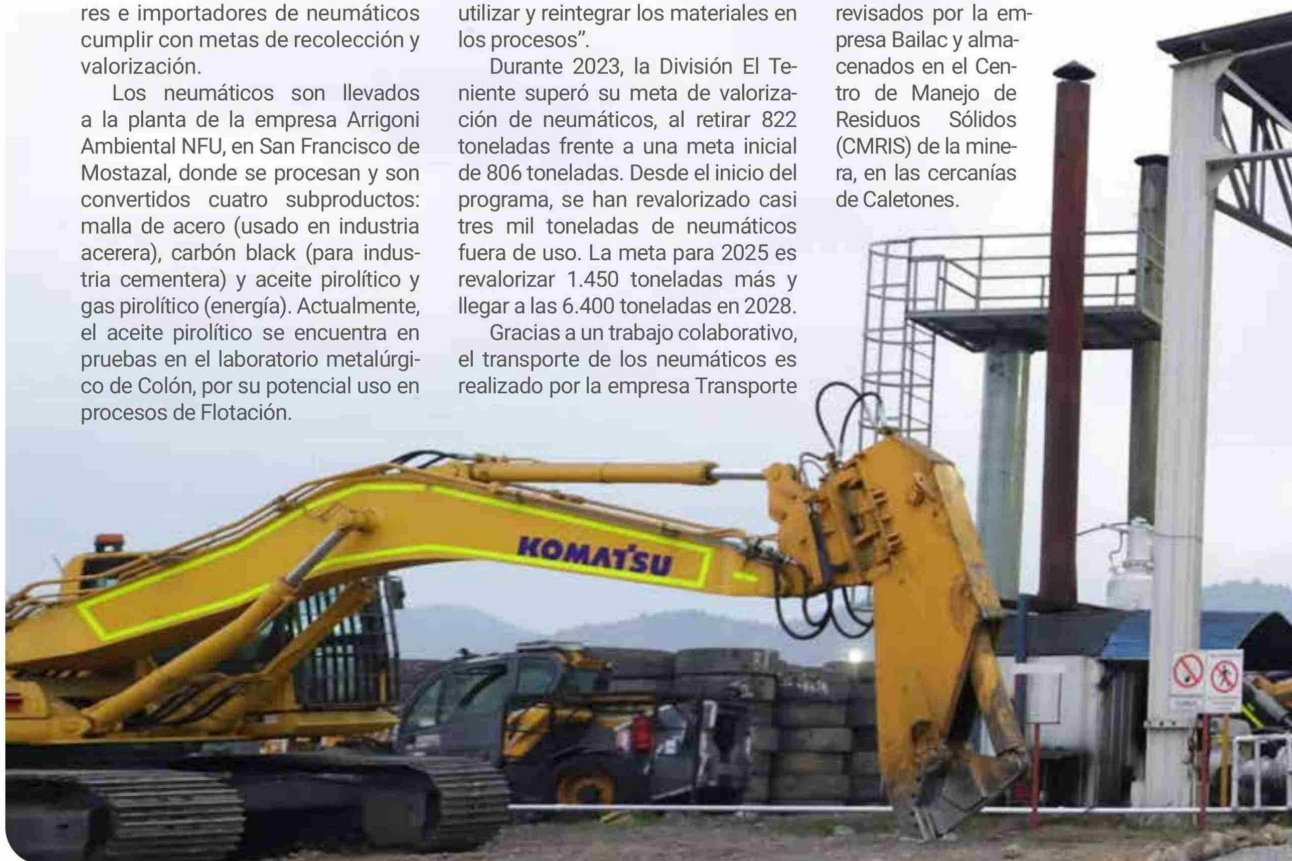 res e importadores de neumáticos
cumplir con metas de recolección y
valorización.
Los neumáticos son llevados
a la planta de la empresa Arrigoni
Ambiental NFU, en San Francisco de
Mostazal, donde se procesan y son
convertidos cuatro subproductos:
malla de acero (usado en industria
acerera), carbón black (para indus-
tria cementera) y aceite pirolítico y
gas pirolítico (energía). Actualmente,
el aceite pirolítico se encuentra en
pruebas en el laboratorio metalúrgi-
co de Colón, por su potencial uso en
procesos de Flotación.
utilizar y reintegrar los materiales en
los procesos”.
Durante 2023, la División El Te-
niente superó su meta de valoriza-
ción de neumáticos, al retirar 822
toneladas frente a una meta inicial
de 806 toneladas. Desde el inicio del
programa, se han revalorizado casi
tres mil toneladas de neumáticos
fuera de uso. La meta para 2025 es
revalorizar 1.450 toneladas más y
llegar a las 6.400 toneladas en 2028.
Gracias a un trabajo colaborativo,
el transporte de los neumáticos es
realizado por la empresa Transporte
revisados por la em-
presa Bailac y alma-
cenados en el Cen-
tro de Manejo de
Residuos Sólidos
(CMRIS) de la mine-
ra, en las cercanías
de Caletones.
KOMATSU